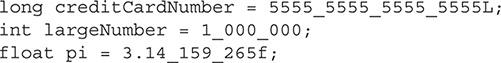 long creditCardNumber = 5555_5555_5555_5555L;
int largeNumber = 1_000_000;
float pi = 3.14_159_265f;